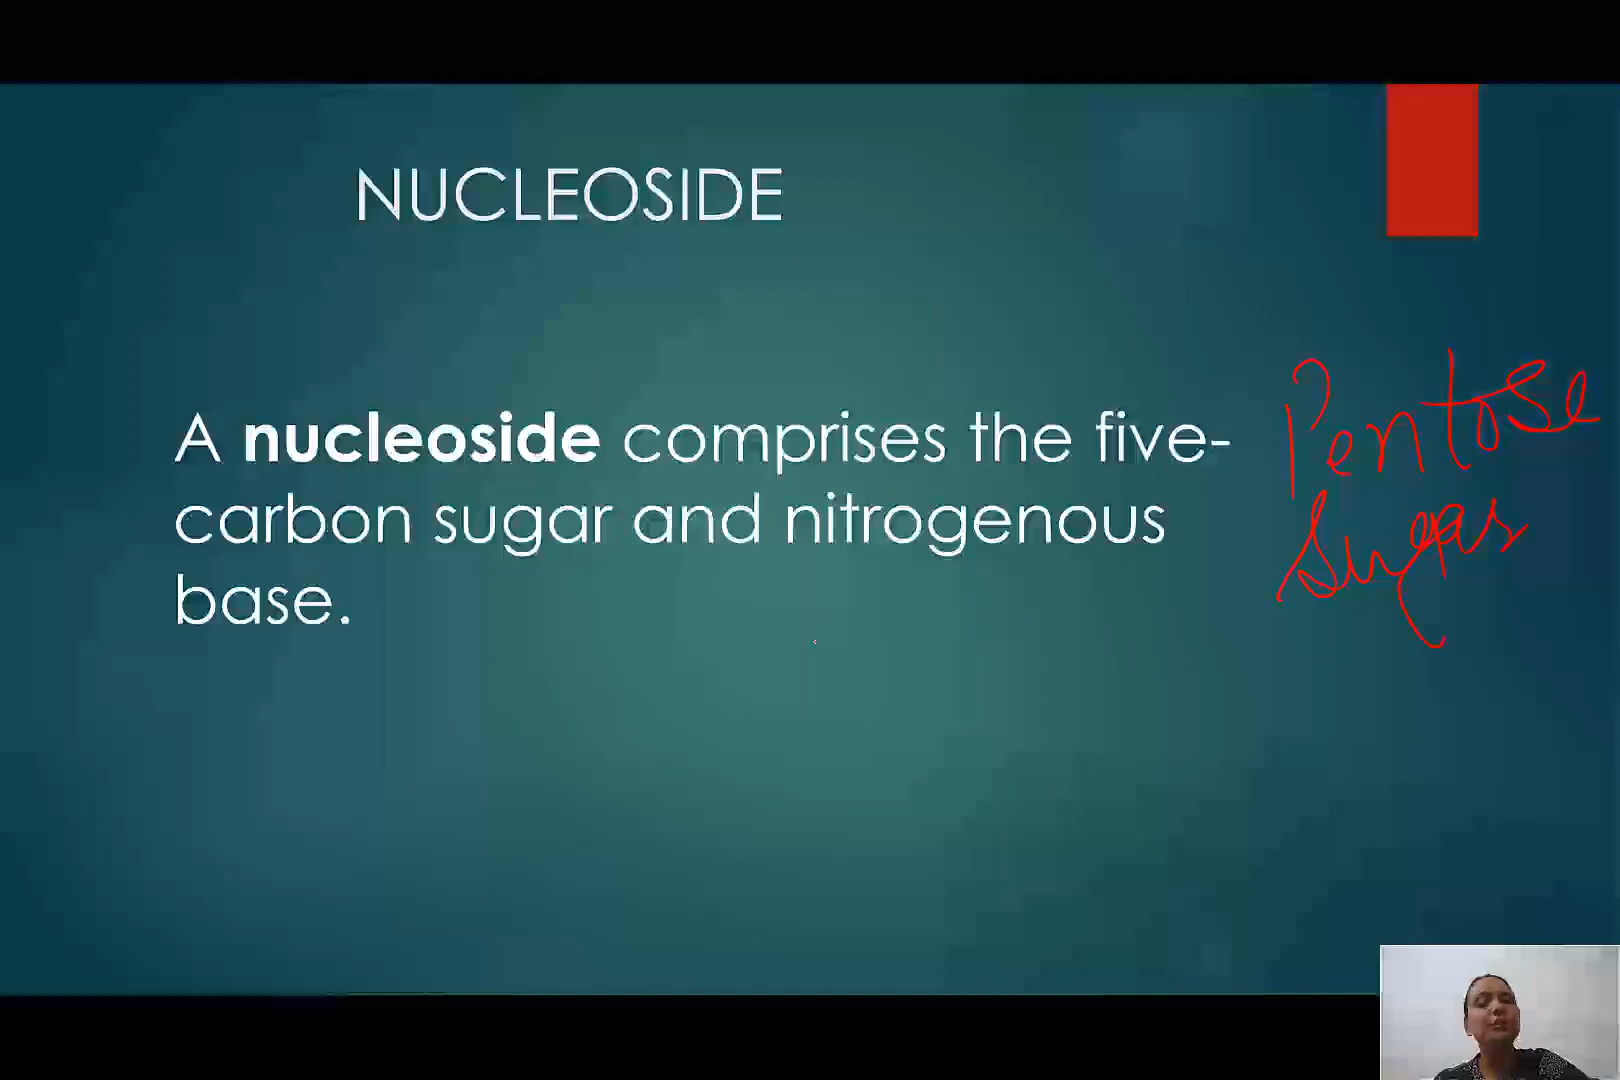 NUCLEOSIDE
A nucleoside comprises the five-
carbon sugar and nitrogenous
base.
Pentose
Sugars